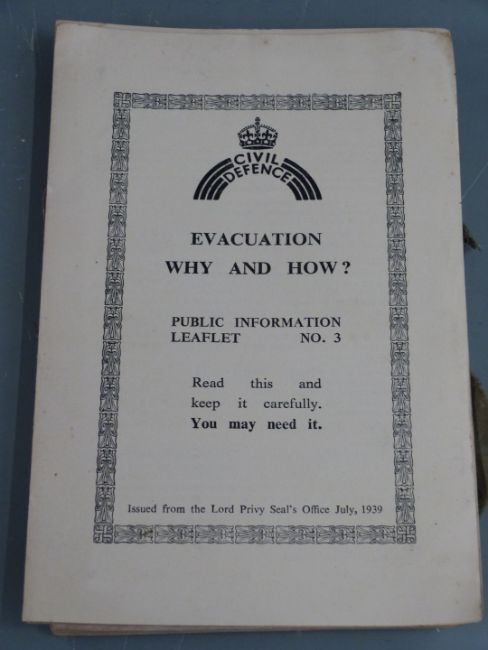 CIVIL
DEFENCE
EVACUATION
WHY AND HOW?
PUBLIC INFORMATION
LEAFLET NO. 3
Read this and
keep it carefully.
You may need it.
Issued from the Lord Privy Seal's Office July, 1939